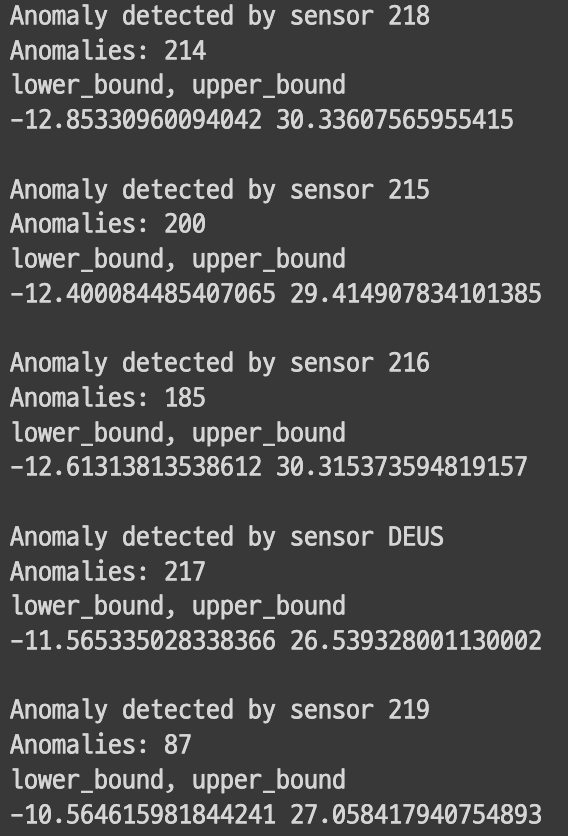 Anomaly detected by sensor 218
Anomalies: 214
lower_bound, upper_bound
-12.85330960094042 30.33607565955415
Anomaly detected by sensor 215
Anomalies: 200
lower_bound, upper_bound
-12.400084485407065 29.414907834101385
Anomaly detected by sensor 216
Anomalies: 185
lower_bound, upper_bound
-12.61313813538612 30.315373594819157
Anomaly detected by sensor DEUS
Anomalies: 217
lower_bound, upper_bound
-11.565335028338366 26.539328001130002
Anomaly detected by sensor 219
Anomalies: 87
lower_bound, upper_bound
-10.564615981844241 27.058417940754893